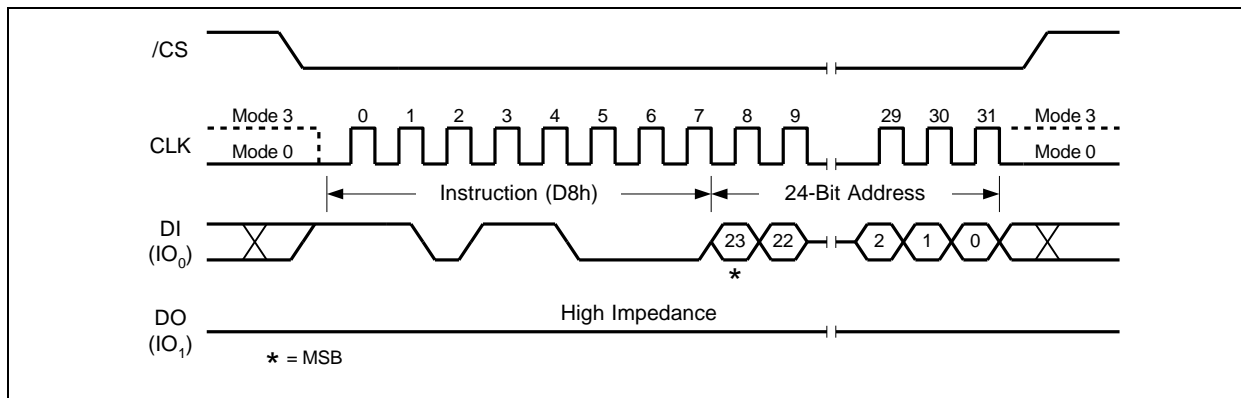 /CS
Mode 3
0 1 2 3 4 5 6 7 8 9 29 30 31
Mode 3
CLK
Mode 0
Mode 0
Instruction (D8h)
24-Bit Address
DI
(IO0)
23 22 2 1 0
*
High Impedance
DO
(IO1)
* = MSB